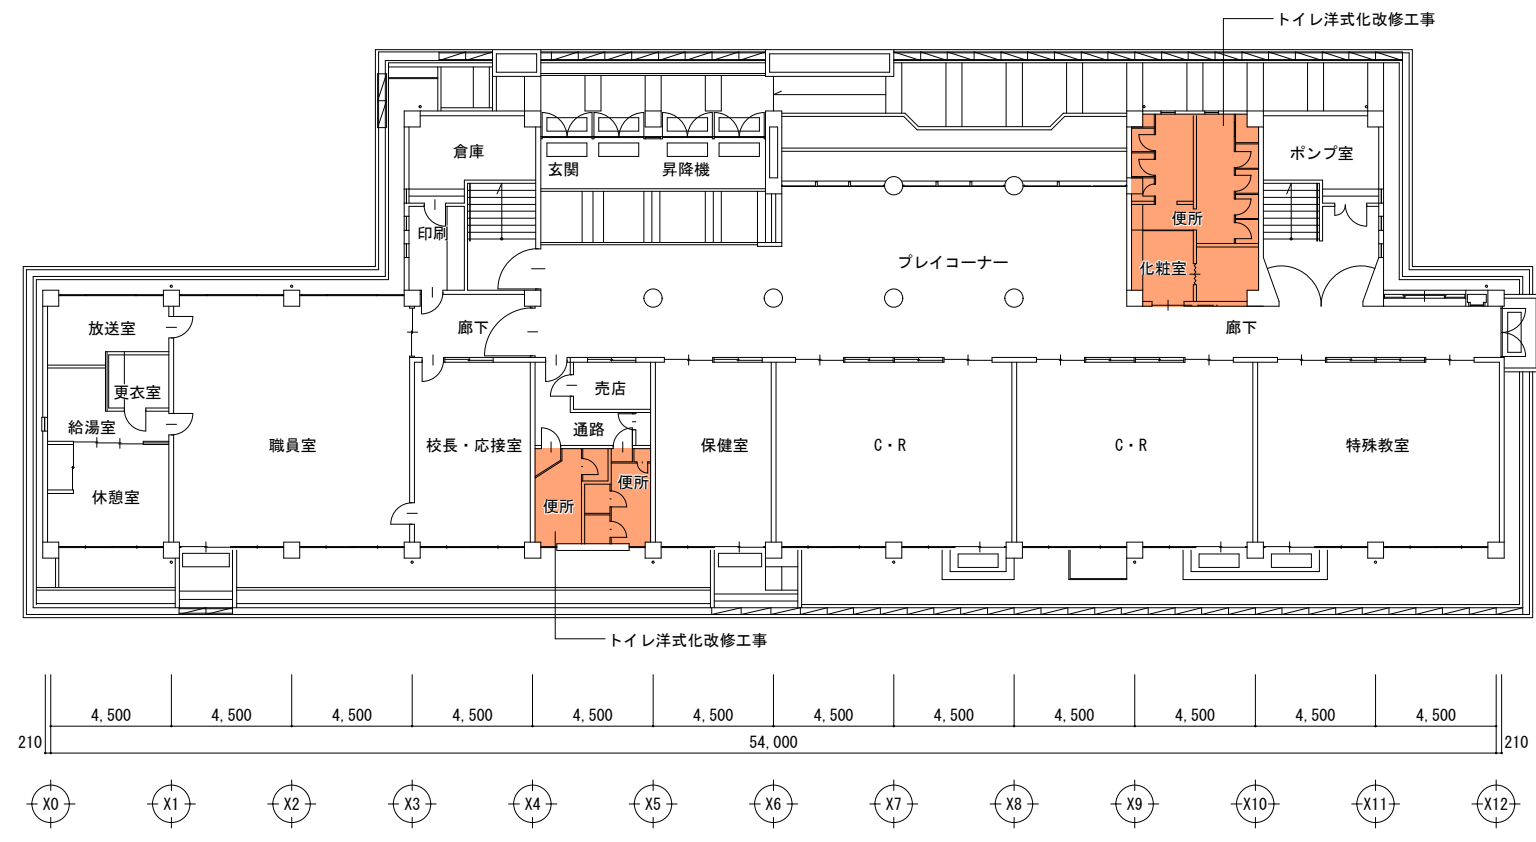 トイレ洋式化改修工事
倉庫
玄関
昇降機
ポンプ室
印刷
便所
プレイコーナー
化粧室
放送室
廊下
廊下
更衣室
売店
給湯室
通路
職員室
校長・応接室
保健室
C・R
C・R
特殊教室
休憩室
便所
便所
トイレ洋式化改修工事
4,500 4,500 4,500 4,500 4,500 4,500 4,500 4,500 4,500 4,500 4,500 4,500
210 54,000 210
X0 X1 X2 X3 X4 X5 X6 X7 X8 X9 X10 X11 X12